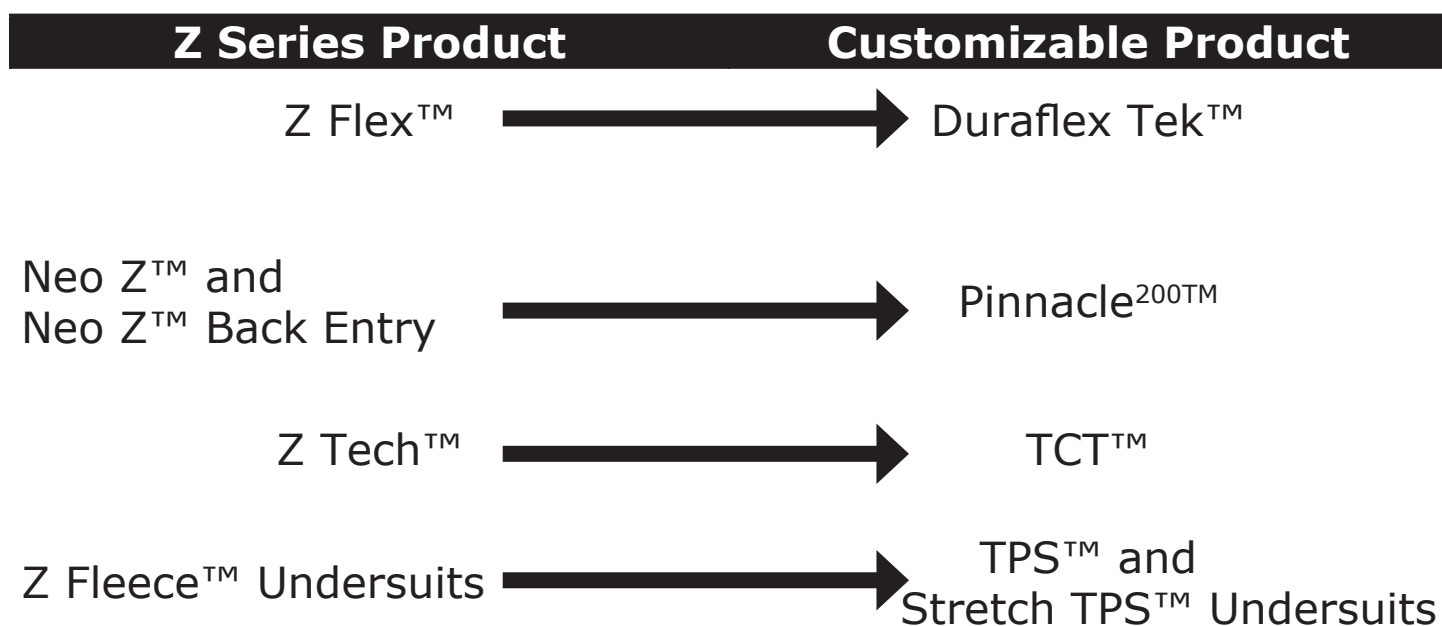 Z Series Product Customizable Product
Z Flex™ Duraflex Tek™
Neo Z™ and
Neo Z™ Back Entry
Pinnacle²⁰⁰™
Z Tech™ TCT™
Z Fleece™ Undersuits
TPS™ and
Stretch TPS™ Undersuits